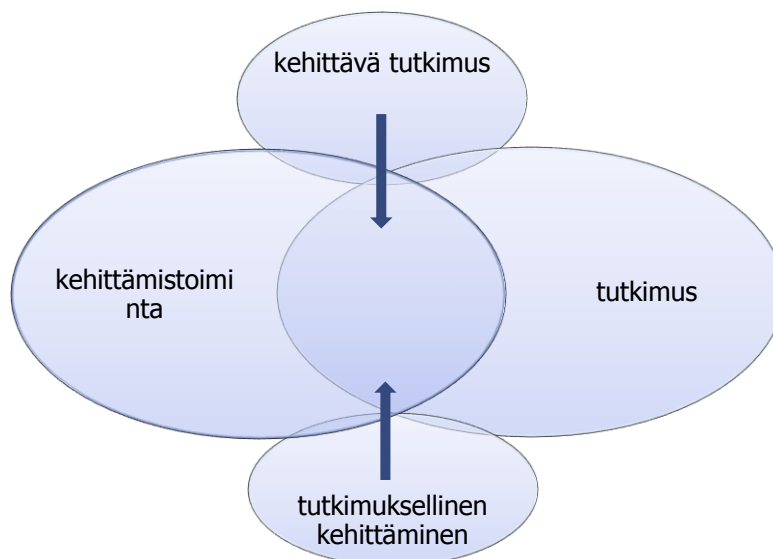 kehittävä tutkimus
kehittämistoimi
nta
tutkimus
tutkimuksellinen
kehittäminen